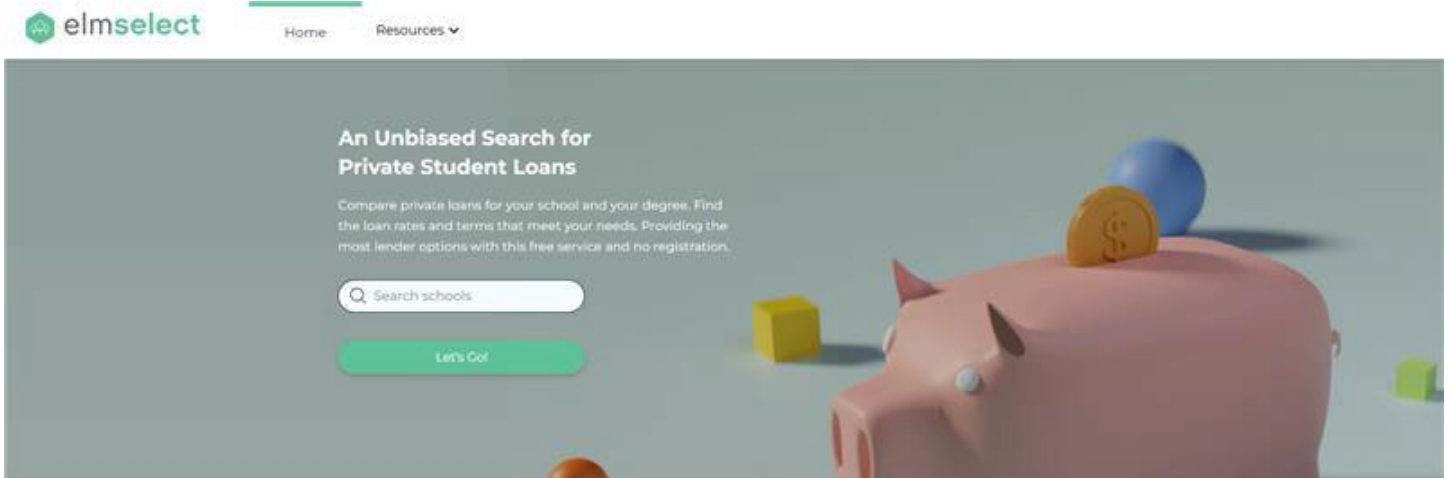 elmselect
Home
Resources
An Unbiased Search for
Private Student Loans
Compare private loans for your school and your degree. Find
the loan rates and terms that meet your needs. Providing the
most lender options with this free service and no registration.
Search schools
Let's Go!
$